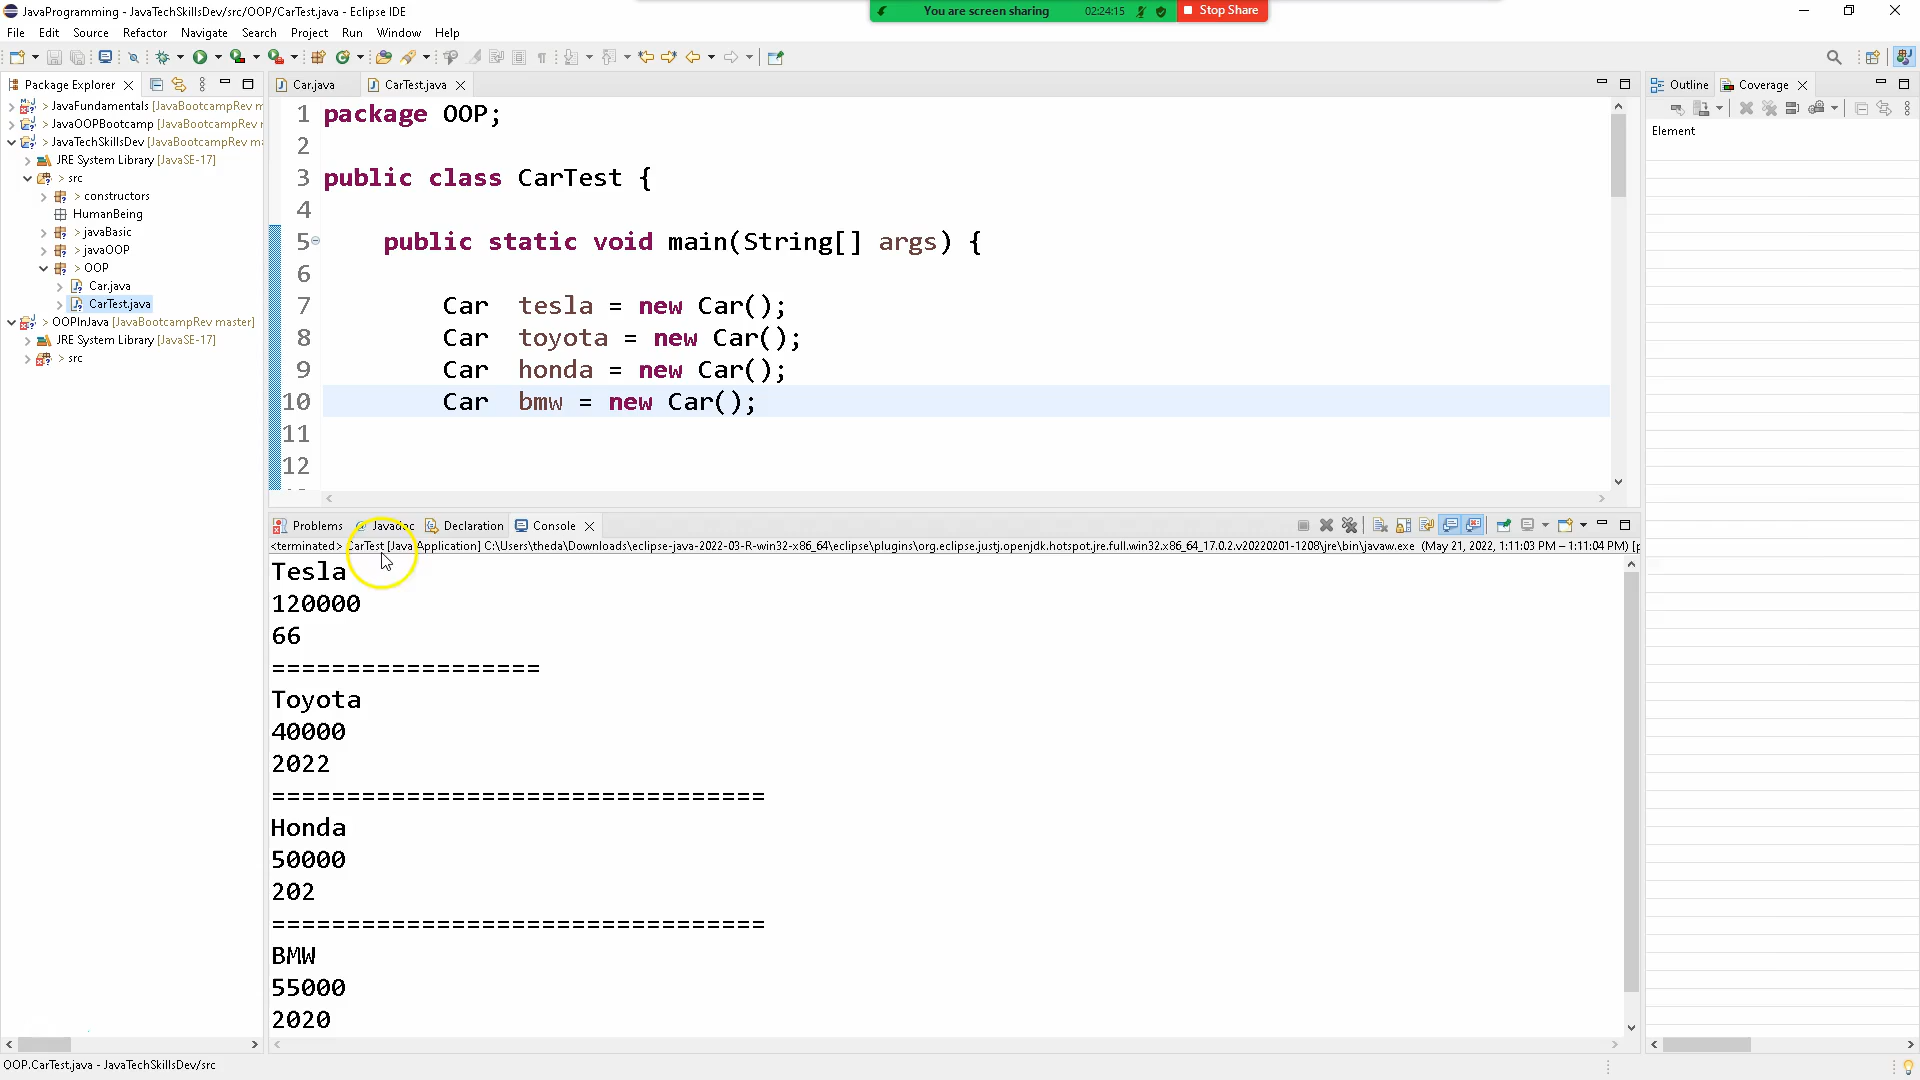 JavaProgramming - JavaTechSkillsDev/src/OOP/CarTest.java - Eclipse IDE
You are screen sharing 02:24:15 Stop Share
File Edit Source Refactor Navigate Search Project Run Window Help
Package Explorer
Car.java CarTest.java
Outline Coverage
> JavaFundamentals [JavaBootcampRev m
> JavaOOPBootcamp [JavaBootcampRev
> JavaTechSkillsDev [JavaBootcampRev ma
JRE System Library [JavaSE-17]
> src
> constructors
HumanBeing
> javaBasic
> javaOOP
> OOP
Car.java
CarTest.java
> OOPInJava [JavaBootcampRev master]
JRE System Library [JavaSE-17]
> src
1 package OOP;
2
3 public class CarTest {
4
5 public static void main(String[] args) {
6
7 Car tesla = new Car();
8 Car toyota = new Car();
9 Car honda = new Car();
10 Car bmw = new Car();
11
12
Element
Problems Javadoc Declaration Console
<terminated> CarTest [Java Application] C:\Users\theda\Downloads\eclipse-java-2022-03-R-win32-x86_64\eclipse\plugins\org.eclipse.justj.openjdk.hotspot.jre.full.win32.x86_64_17.0.2.v20220201-1208\jre\bin\javaw.exe (May 21, 2022, 1:11:03 PM – 1:11:04 PM) [p
Tesla
120000
66
==================
Toyota
40000
2022
=================================
Honda
50000
202
=================================
BMW
55000
2020
OOP.CarTest.java - JavaTechSkillsDev/src